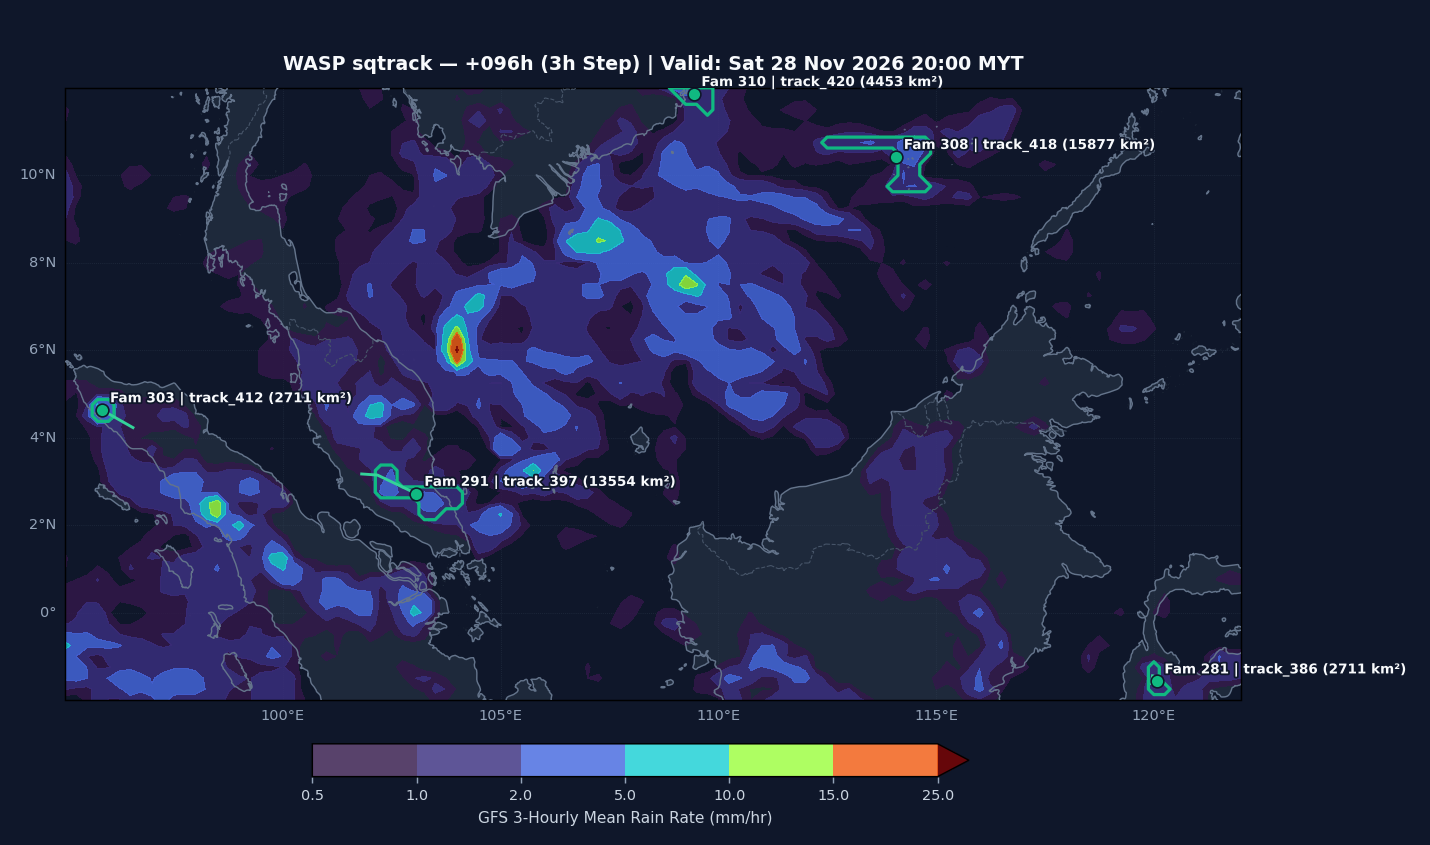 WASP sqtrack — +096h (3h Step) | Valid: Sat 28 Nov 2026 20:00 MYT
Fam 310 | track_420 (4453 km²)
Fam 308 | track_418 (15877 km²)
10°N
8°N
6°N
Fam 303 | track_412 (2711 km²)
4°N
Fam 291 | track_397 (13554 km²)
2°N
0°
Fam 281 | track_386 (2711 km²)
100°E 105°E 110°E 115°E 120°E
0.5 1.0 2.0 5.0 10.0 15.0 25.0
GFS 3-Hourly Mean Rain Rate (mm/hr)